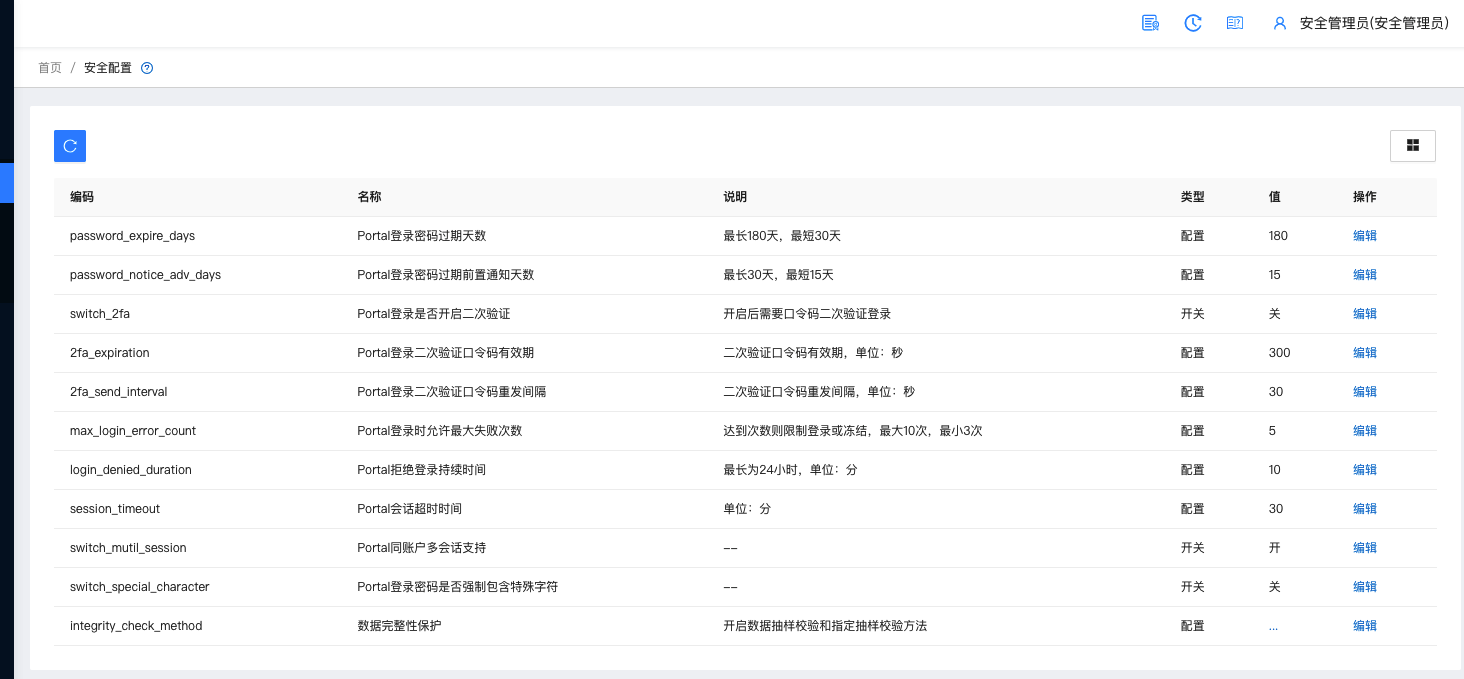 安全管理员(安全管理员)
首页 / 安全配置
编码 名称 说明 类型 值 操作
password_expire_days Portal登录密码过期天数 最长180天，最短30天 配置 180 编辑
password_notice_adv_days Portal登录密码过期前置通知天数 最长30天，最短15天 配置 15 编辑
switch_2fa Portal登录是否开启二次验证 开启后需要口令码二次验证登录 开关 关 编辑
2fa_expiration Portal登录二次验证口令码有效期 二次验证口令码有效期，单位：秒 配置 300 编辑
2fa_send_interval Portal登录二次验证口令码重发间隔 二次验证口令码重发间隔，单位：秒 配置 30 编辑
max_login_error_count Portal登录时允许最大失败次数 达到次数则限制登录或冻结，最大10次，最小3次 配置 5 编辑
login_denied_duration Portal拒绝登录持续时间 最长为24小时，单位：分 配置 10 编辑
session_timeout Portal会话超时时间 单位：分 配置 30 编辑
switch_mutil_session Portal同账户多会话支持 -- 开关 开 编辑
switch_special_character Portal登录密码是否强制包含特殊字符 -- 开关 关 编辑
integrity_check_method 数据完整性保护 开启数据抽样校验和指定抽样校验方法 配置 ... 编辑